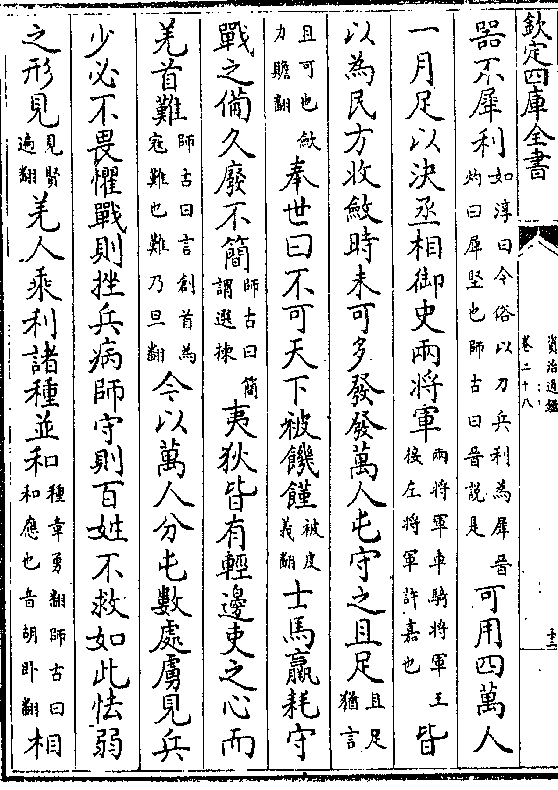 欽定四庫全書
資治通鑑
卷二十八
器不犀利如淳曰今俗以刀兵利為犀晉灼曰犀堅也師古曰晉說是可用四萬人
一月足以決丞相御史兩將軍兩將軍車騎將軍王接左將軍許嘉也皆
以為民方收斂時未可多發發萬人屯守之且足且足猶言
且可也斂力贍翻奉世曰不可天下被饑饉被皮義翻士馬羸耗守
戰之備久廢不簡師古曰簡謂選揀夷狄皆有輕邊吏之心而
羌首難師古曰言創首為寇難也難乃旦翻今以萬人分屯數處虜見兵
少必不畏懼戰則挫兵病師守則百姓不救如此怯弱
之形見見賢遍翻羌人乘利諸種並和種章勇翻師古曰和應也音胡卧翻相